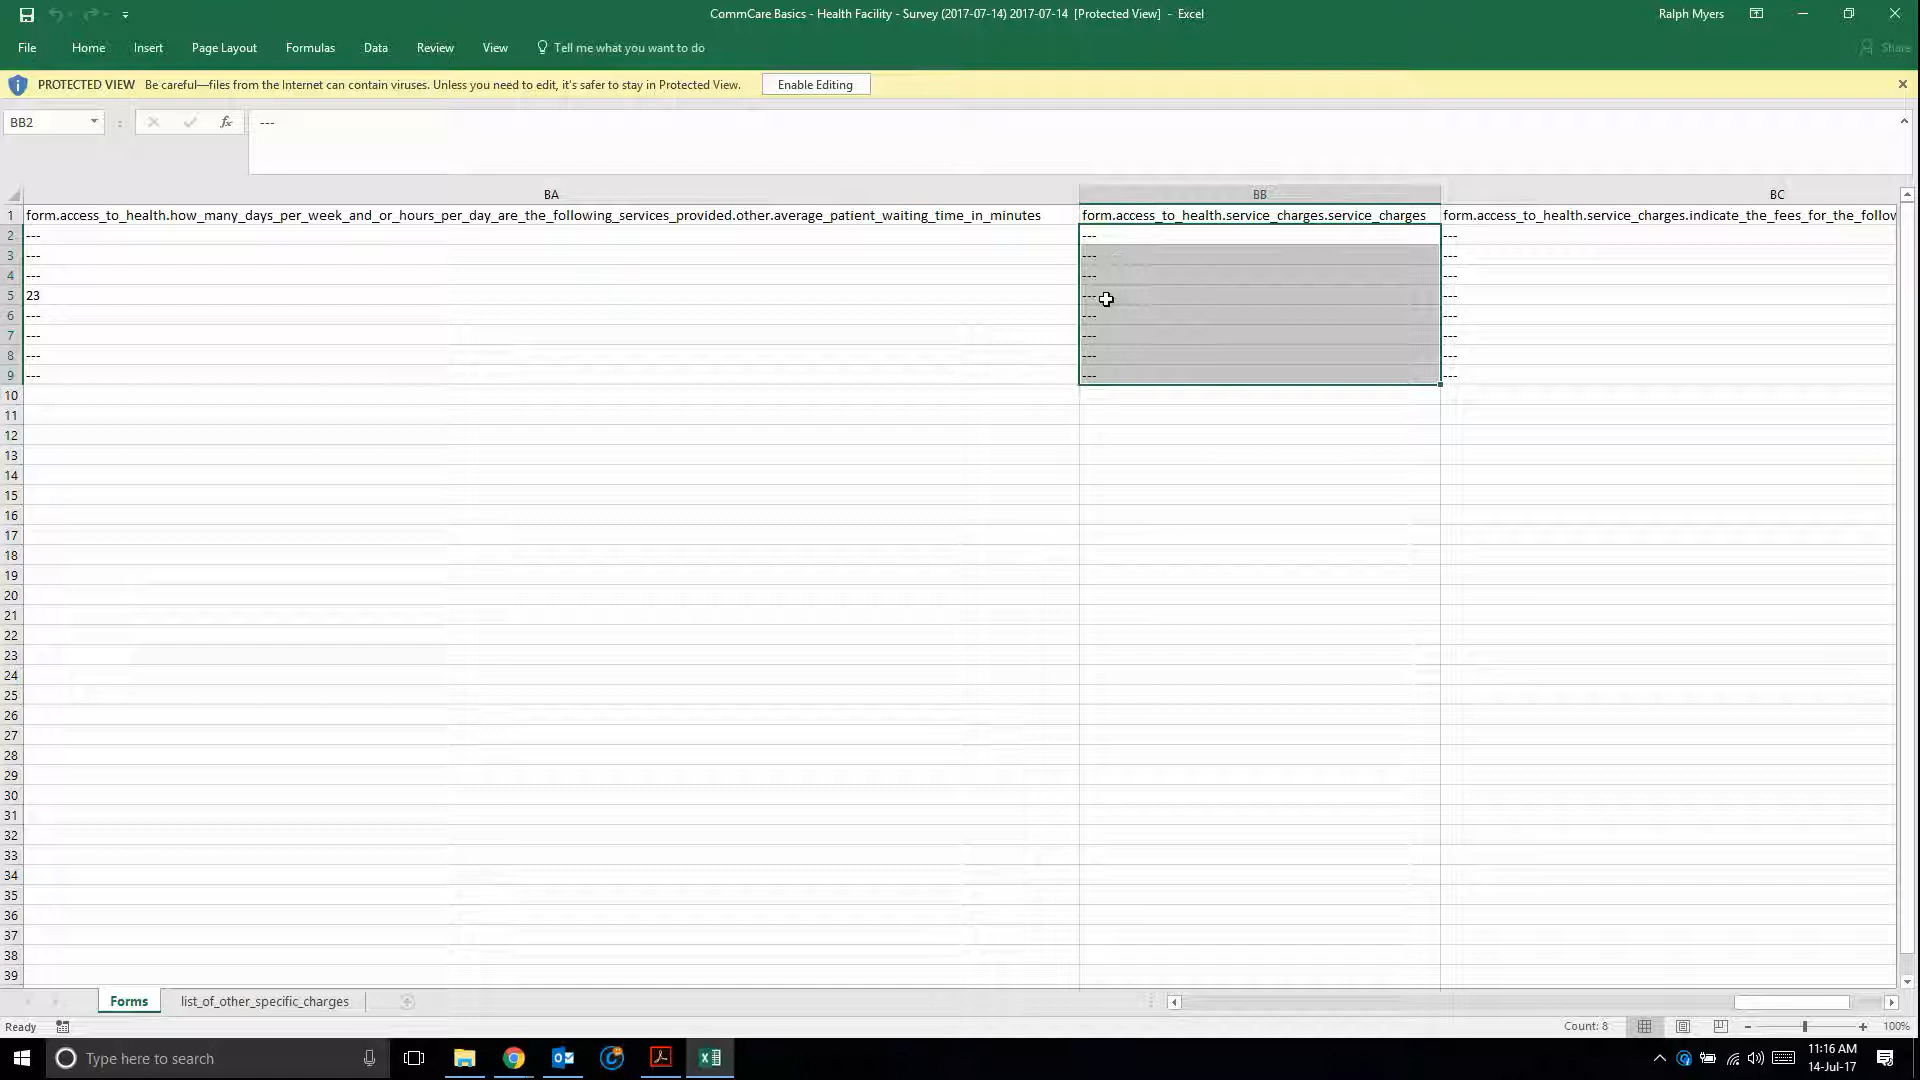 CommCare Basics - Health Facility - Survey (2017-07-14) 2017-07-14 [Protected View] - Excel
Ralph Myers
File Home Insert Page Layout Formulas Data Review View Tell me what you want to do Share
PROTECTED VIEW Be careful—files from the Internet can contain viruses. Unless you need to edit, it's safer to stay in Protected View. Enable Editing
BB2 fx ---
BA BB BC
1 form.access_to_health.how_many_days_per_week_and_or_hours_per_day_are_the_following_services_provided.other.average_patient_waiting_time_in_minutes form.access_to_health.service_charges.service_charges form.access_to_health.service_charges.indicate_the_fees_for_the_follow
2 --- --- ---
3 --- --- ---
4 --- --- ---
5 23 --- ---
6 --- --- ---
7 --- --- ---
8 --- --- ---
9 --- --- ---
10
11
12
13
14
15
16
17
18
19
20
21
22
23
24
25
26
27
28
29
30
31
32
33
34
35
36
37
38
39
Forms list_of_other_specific_charges
Ready Count: 8 100%
Type here to search
11:16 AM
14-Jul-17